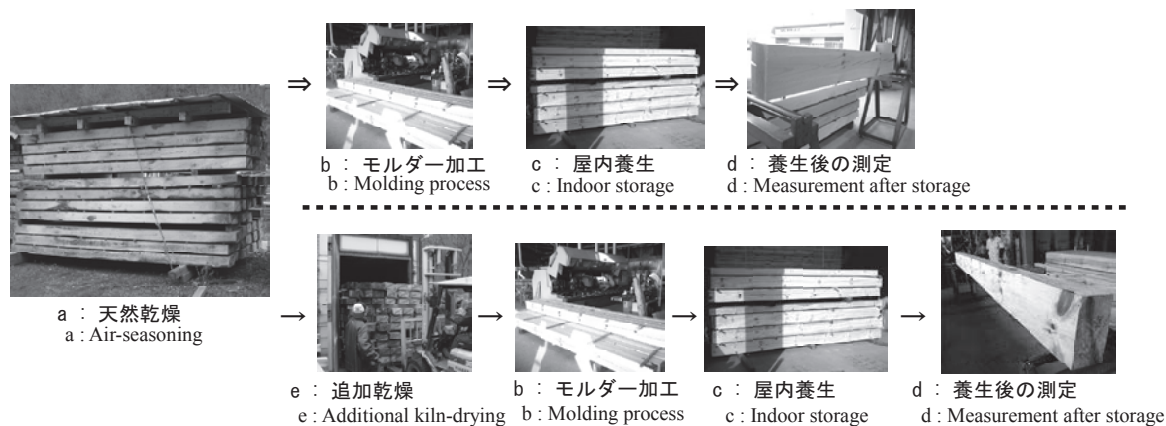 ⇒ ⇒ ⇒
b : モルダー加工
b : Molding process
c : 屋内養生
c : Indoor storage
d : 養生後の測定
d : Measurement after storage
a : 天然乾燥
a : Air-seasoning
→ → → →
e : 追加乾燥
e : Additional kiln-drying
b : モルダー加工
b : Molding process
c : 屋内養生
c : Indoor storage
d : 養生後の測定
d : Measurement after storage